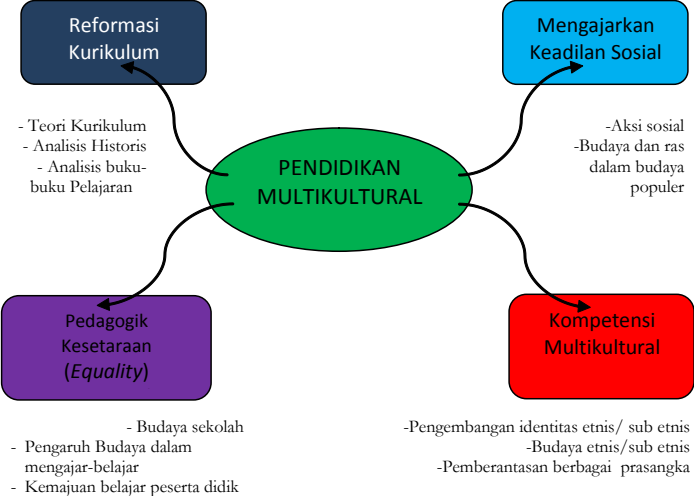 Reformasi
Kurikulum
Mengajarkan
Keadilan Sosial
- Teori Kurikulum
- Analisis Historis
- Analisis buku-
buku Pelajaran
-Aksi sosial
-Budaya dan ras
dalam budaya
populer
PENDIDIKAN
MULTIKULTURAL
Pedagogik
Kesetaraan
(Equality)
Kompetensi
Multikultural
- Budaya sekolah
- Pengaruh Budaya dalam
mengajar-belajar
- Kemajuan belajar peserta didik
-Pengembangan identitas etnis/ sub etnis
-Budaya etnis/sub etnis
-Pemberantasan berbagai prasangka